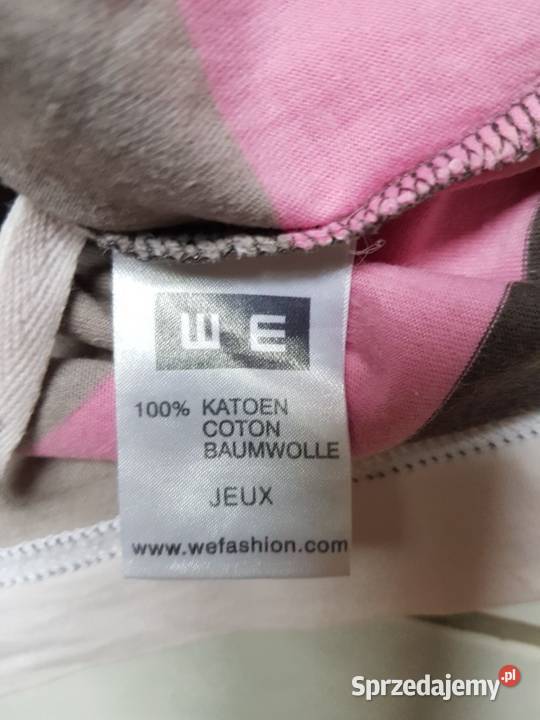 WE
100% KATOEN
COTON
BAUMWOLLE
JEUX
www.wefashion.com
Sprzedajemy.pl